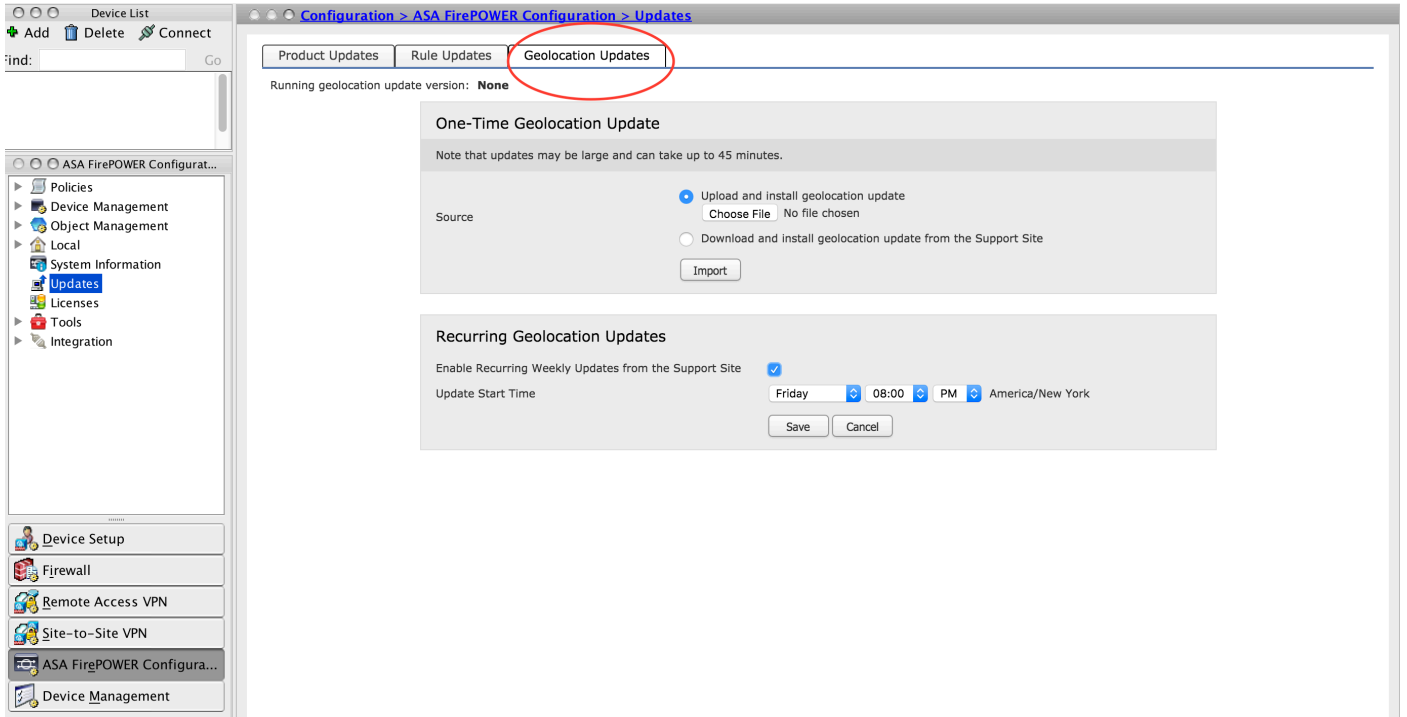 Device List
Add Delete Connect
Find: Go
ASA FirePOWER Configurat...
Policies
Device Management
Object Management
Local
System Information
Updates
Licenses
Tools
Integration
Device Setup
Firewall
Remote Access VPN
Site-to-Site VPN
ASA FirePOWER Configura...
Device Management
Configuration > ASA FirePOWER Configuration > Updates
Product Updates Rule Updates Geolocation Updates
Running geolocation update version: None
One-Time Geolocation Update
Note that updates may be large and can take up to 45 minutes.
Source
Upload and install geolocation update
Choose File No file chosen
Download and install geolocation update from the Support Site
Import
Recurring Geolocation Updates
Enable Recurring Weekly Updates from the Support Site
Update Start Time Friday 08:00 PM America/New York
Save Cancel